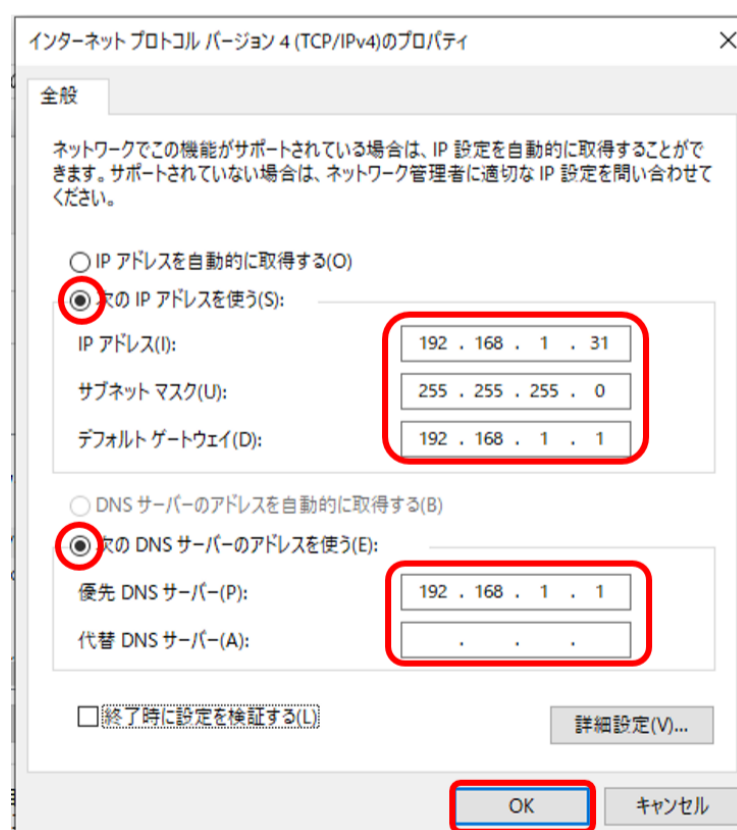 インターネット プロトコル バージョン 4 (TCP/IPv4)のプロパティ
全般
ネットワークでこの機能がサポートされている場合は、IP 設定を自動的に取得することがで
きます。サポートされていない場合は、ネットワーク管理者に適切な IP 設定を問い合わせて
ください。
IP アドレスを自動的に取得する(O)
次の IP アドレスを使う(S):
IP アドレス(I): 192 . 168 . 1 . 31
サブネット マスク(U): 255 . 255 . 255 . 0
デフォルト ゲートウェイ(D): 192 . 168 . 1 . 1
DNS サーバーのアドレスを自動的に取得する(B)
次の DNS サーバーのアドレスを使う(E):
優先 DNS サーバー(P): 192 . 168 . 1 . 1
代替 DNS サーバー(A): . . .
終了時に設定を検証する(L)
詳細設定(V)...
OK キャンセル